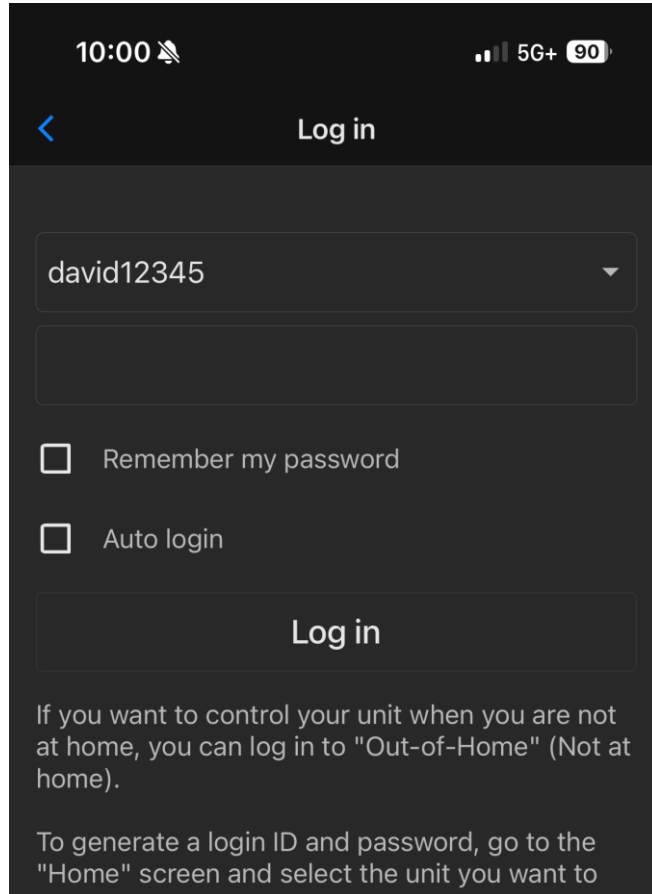 10:00 5G+ 90
Log in
david12345
Remember my password
Auto login
Log in
If you want to control your unit when you are not
at home, you can log in to "Out-of-Home" (Not at
home).
To generate a login ID and password, go to the
"Home" screen and select the unit you want to